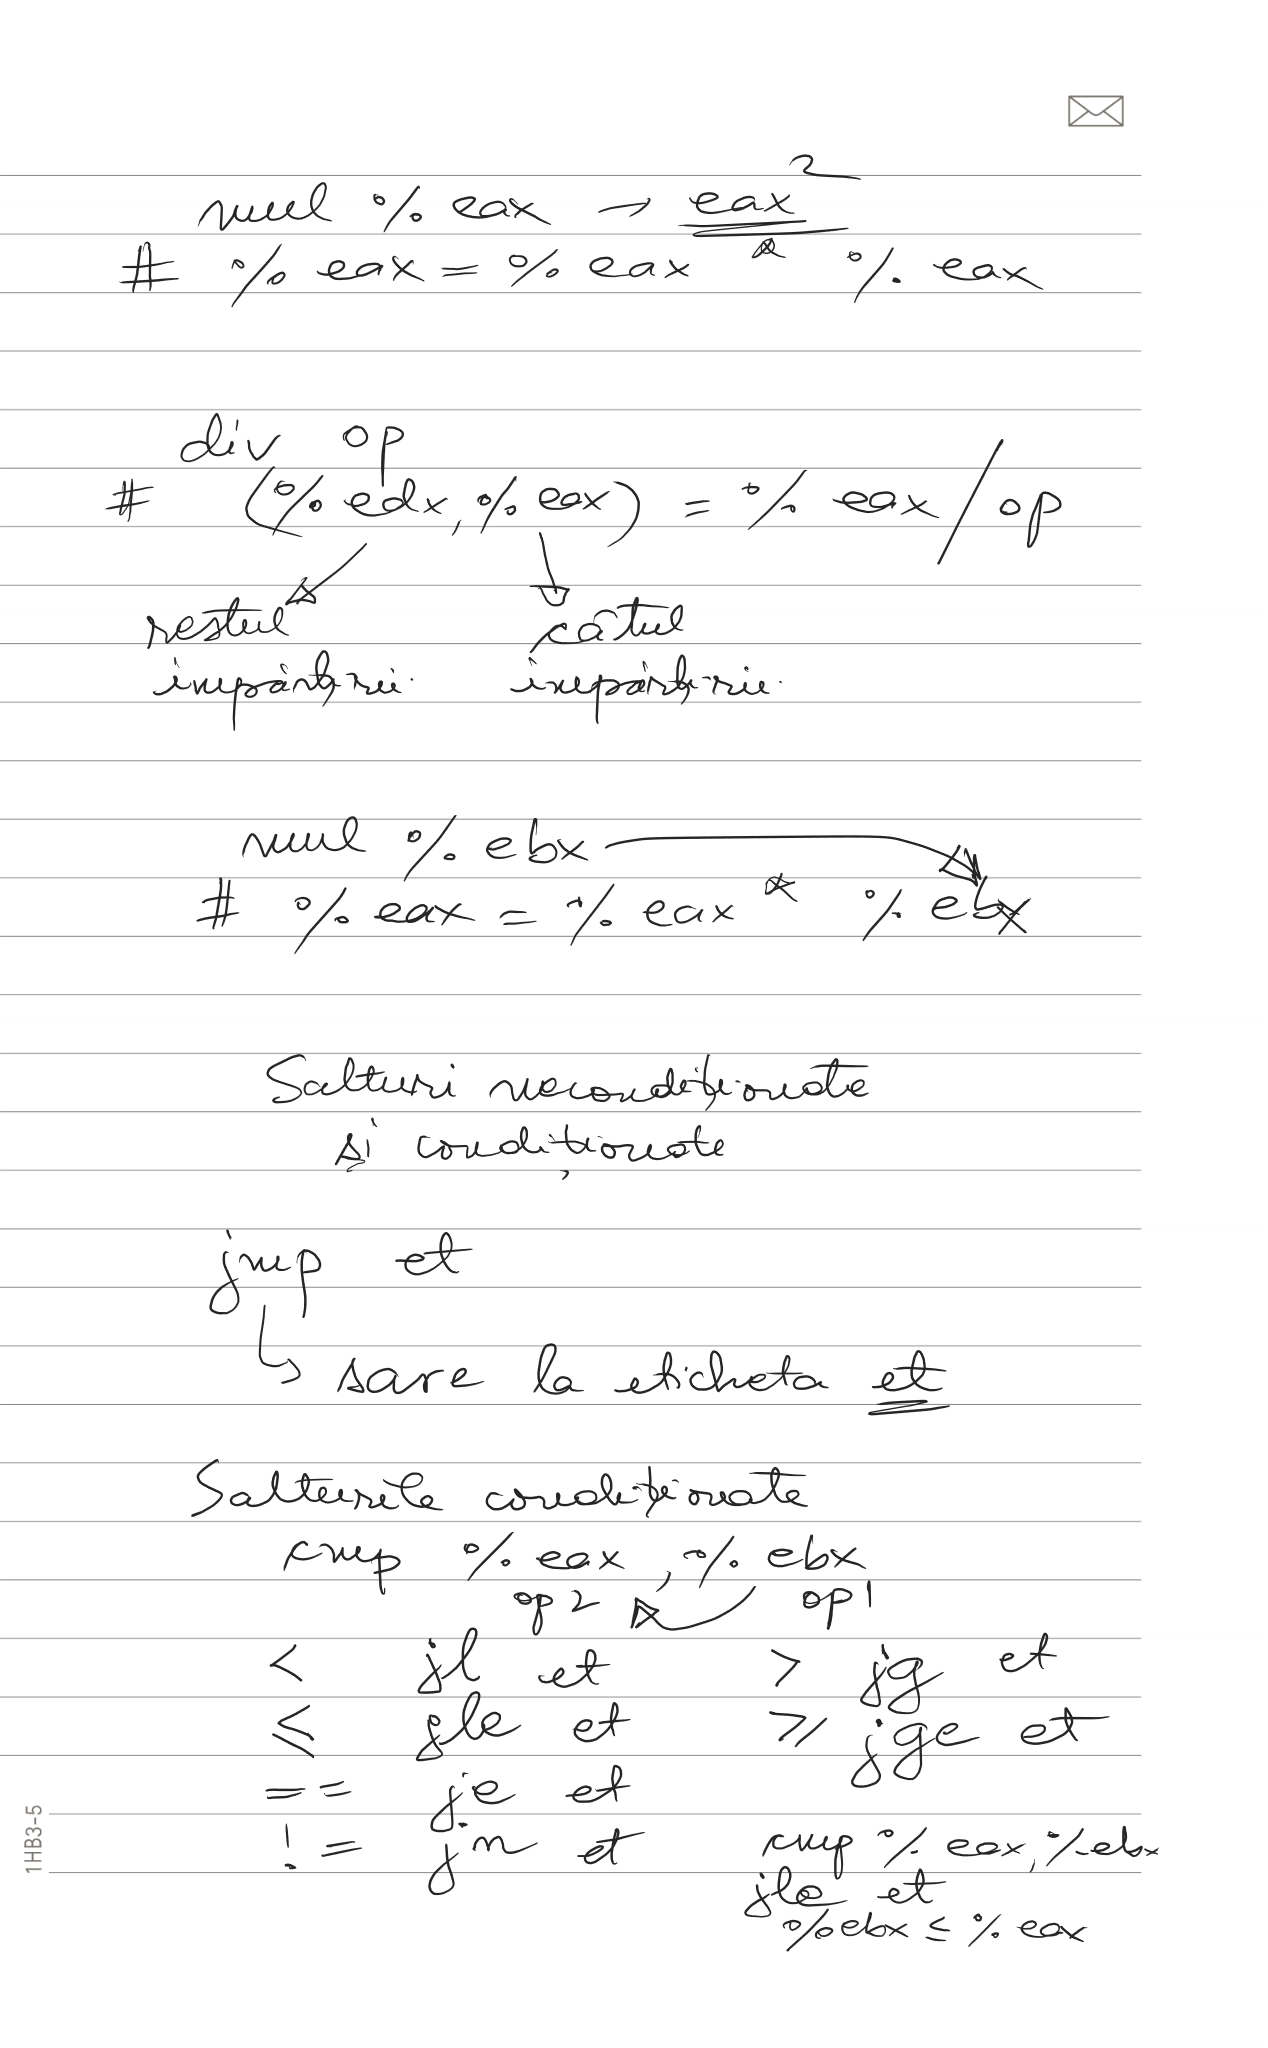 mul % eax → eax²
# % eax = % eax * % eax
div op
# (% edx, % eax) = % eax / op
restul câtul
împărțirii împărțirii
mul % ebx
# % eax = % eax * % ebx
Salturi necondiționate
și condiționate
jmp et
sare la eticheta et
Salturile condiționate
cmp % eax, % ebx
op2 op1
< jl et > jg et
≤ jle et ≥ jge et
== je et
!= jn et cmp % eax, % ebx
jle et
% ebx ≤ % eax
1HB3-5